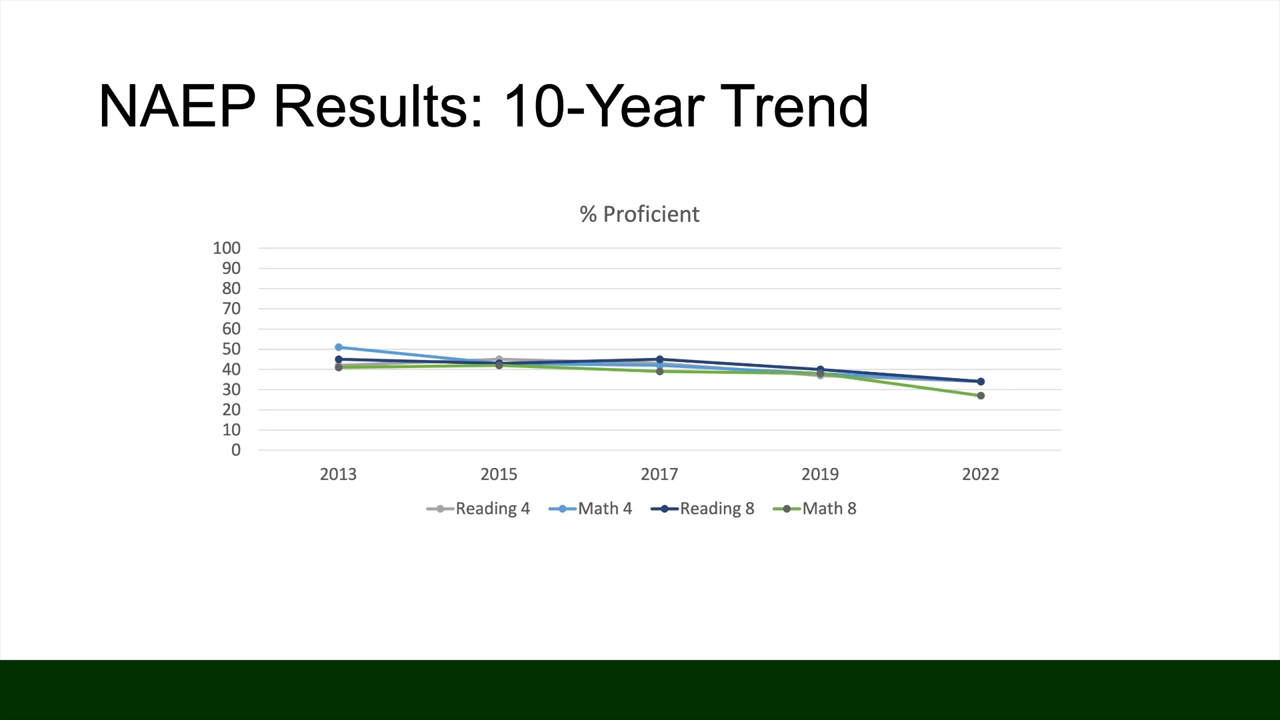 NAEP Results: 10-Year Trend
% Proficient
100
90
80
70
60
50
40
30
20
10
0
2013 2015 2017 2019 2022
Reading 4 Math 4 Reading 8 Math 8